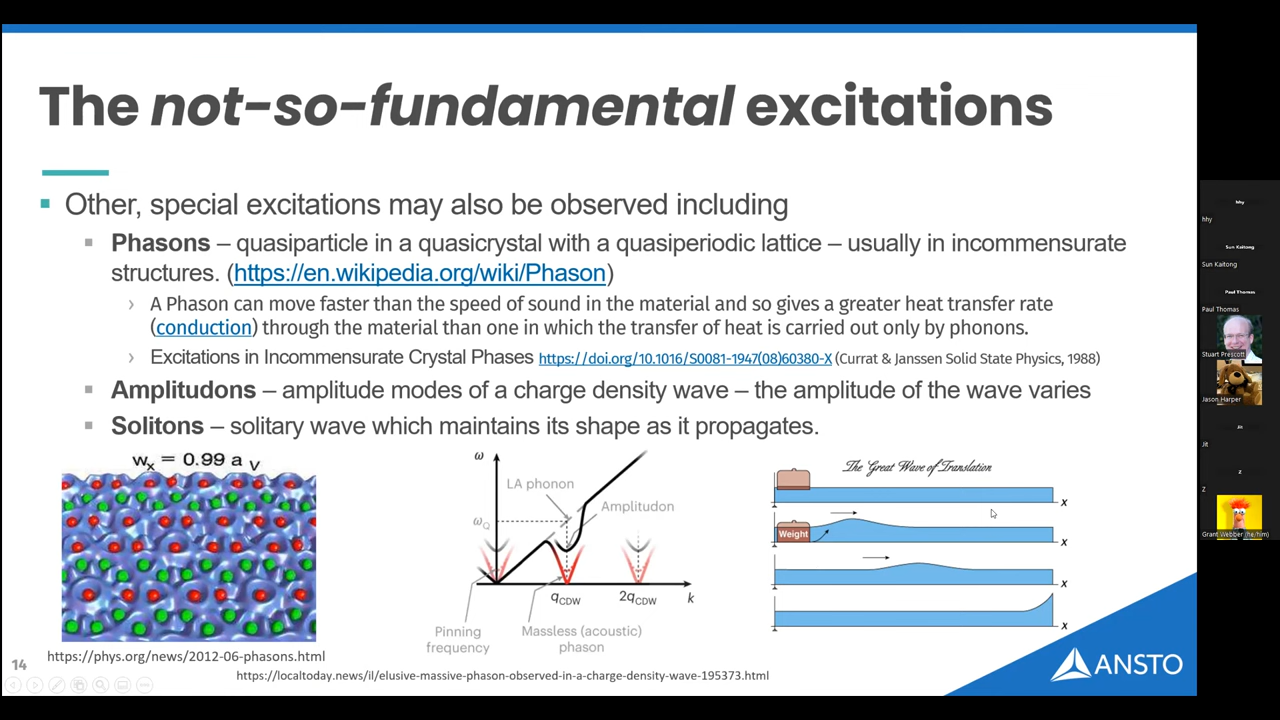 The not-so-fundamental excitations
Other, special excitations may also be observed including
Phasons – quasiparticle in a quasicrystal with a quasiperiodic lattice – usually in incommensurate
structures. (https://en.wikipedia.org/wiki/Phason)
A Phason can move faster than the speed of sound in the material and so gives a greater heat transfer rate
(conduction) through the material than one in which the transfer of heat is carried out only by phonons.
Excitations in Incommensurate Crystal Phases https://doi.org/10.1016/S0081-1947(08)60380-X (Currat & Janssen Solid State Physics, 1988)
Amplitudons – amplitude modes of a charge density wave – the amplitude of the wave varies
Solitons – solitary wave which maintains its shape as it propagates.
wx = 0.99 a v
ω
LA phonon
ωQ
Amplitudon
qCDW
2qCDW
k
Pinning
frequency
Massless (acoustic)
phason
The Great Wave of Translation
x
Weight
x
x
x
https://phys.org/news/2012-06-phasons.html
https://localtoday.news/il/elusive-massive-phason-observed-in-a-charge-density-wave-195373.html
14
ANSTO
hhy
hhy
Sun Kaitong
Sun Kaitong
Paul Thomas
Paul Thomas
Stuart Prescott
Jason Harper
Jit
Jit
Z
Z
Grant Webber (he/him)